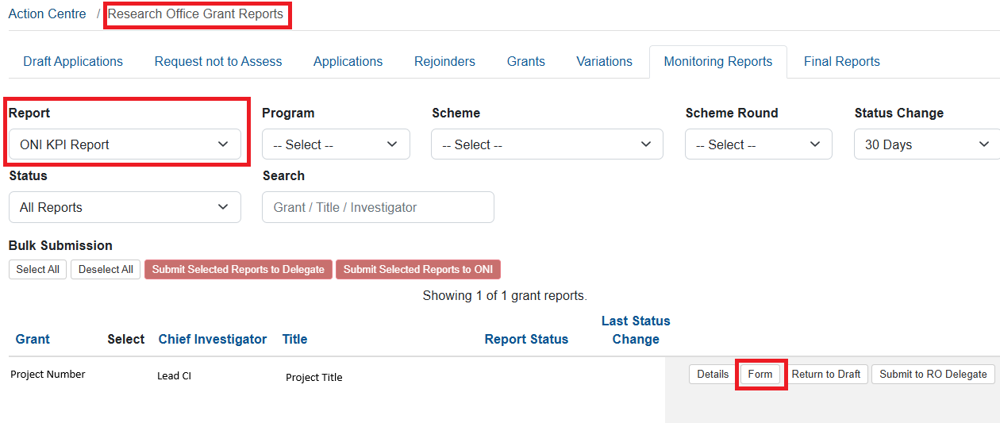 Action Centre / Research Office Grant Reports
Draft Applications Request not to Assess Applications Rejoinders Grants Variations Monitoring Reports Final Reports
Report Program Scheme Scheme Round Status Change
ONI KPI Report -- Select -- -- Select -- -- Select -- 30 Days
Status Search
All Reports Grant / Title / Investigator
Bulk Submission
Select All Deselect All Submit Selected Reports to Delegate Submit Selected Reports to ONI
Showing 1 of 1 grant reports.
Grant Select Chief Investigator Title Report Status Last Status Change
Project Number Lead CI Project Title Details Form Return to Draft Submit to RO Delegate